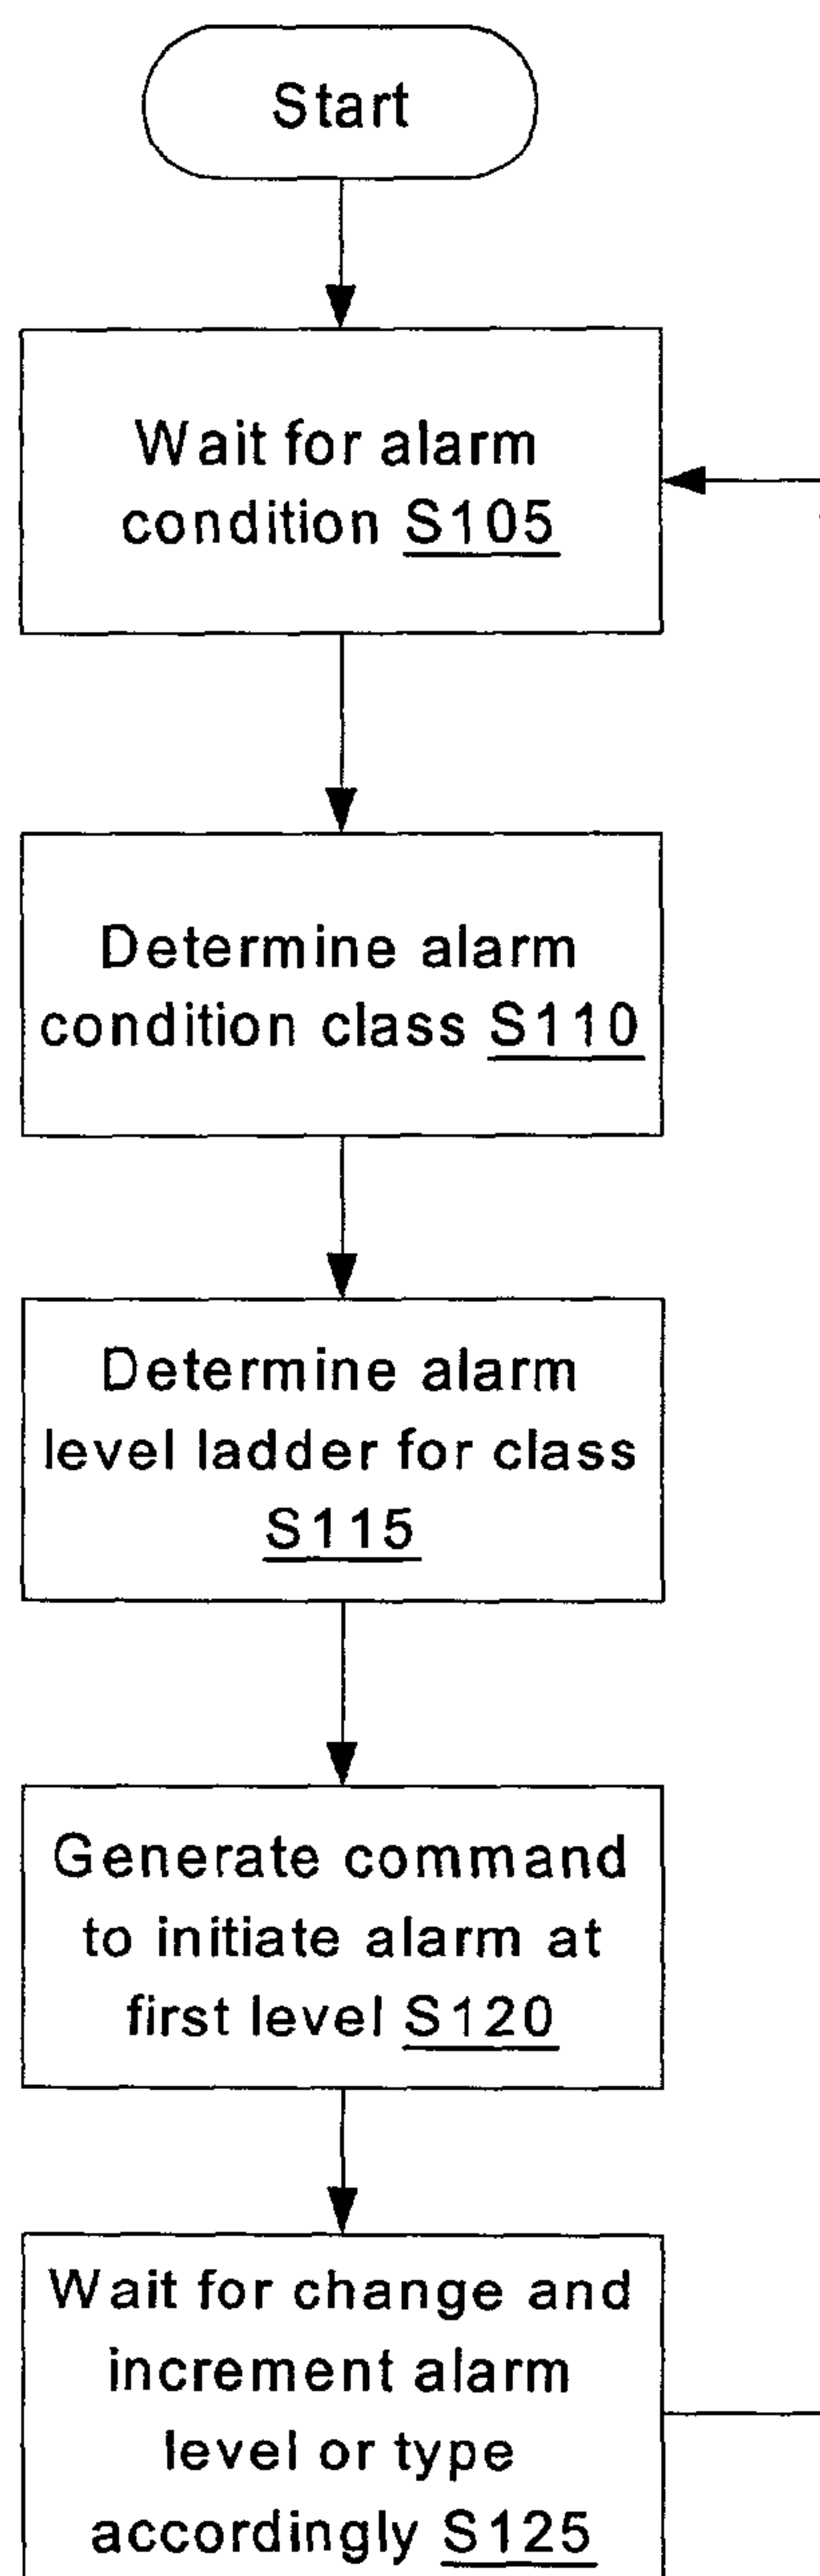 Start
Wait for alarm
condition S105
Determine alarm
condition class S110
Determine alarm
level ladder for class
S115
Generate command
to initiate alarm at
first level S120
Wait for change and
increment alarm
level or type
accordingly S125